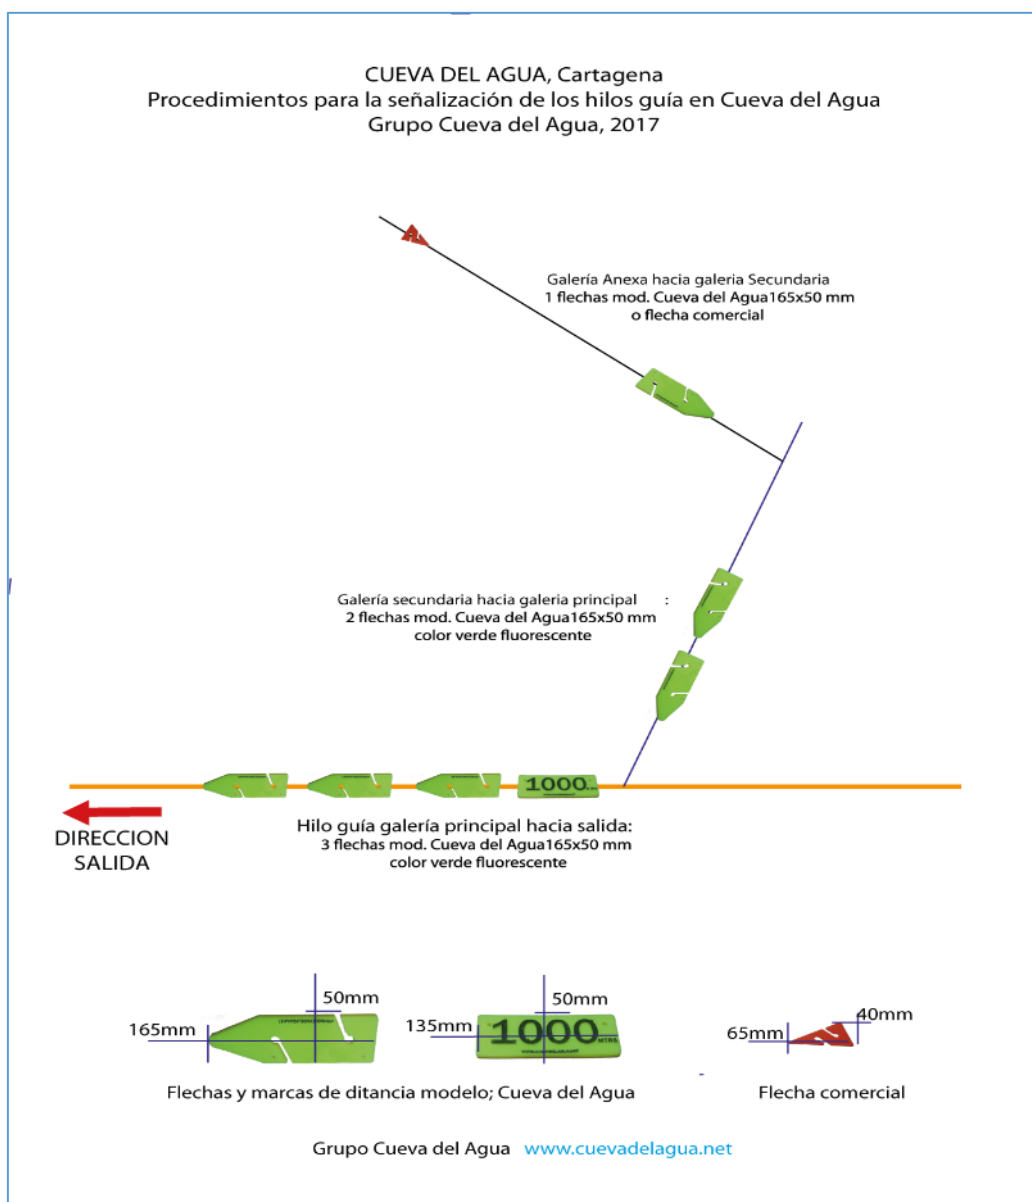 CUEVA DEL AGUA, Cartagena
Procedimientos para la señalización de los hilos guía en Cueva del Agua
Grupo Cueva del Agua, 2017
Galería Anexa hacia galeria Secundaria
1 flechas mod. Cueva del Agua165x50 mm
o flecha comercial
Galería secundaria hacia galeria principal :
2 flechas mod. Cueva del Agua165x50 mm
color verde fluorescente
1000
DIRECCION
SALIDA
Hilo guía galería principal hacia salida:
3 flechas mod. Cueva del Agua165x50 mm
color verde fluorescente
50mm
165mm
50mm
135mm
1000 MTRS
40mm
65mm
Flechas y marcas de ditancia modelo; Cueva del Agua
Flecha comercial
Grupo Cueva del Agua www.cuevadelagua.net